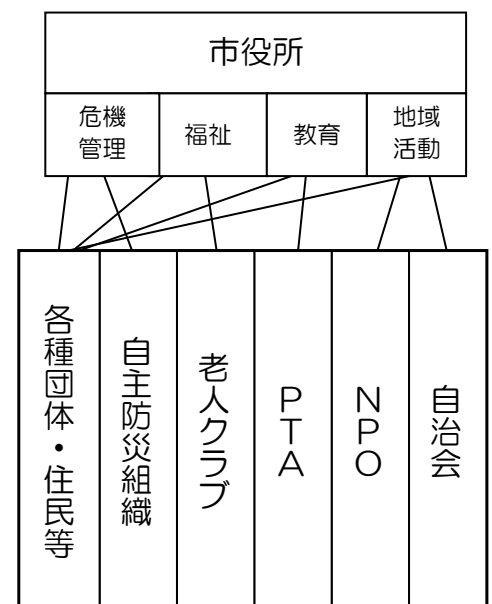 市役所
危機
管理
福祉
教育
地域
活動
各種団体・住民等
自主防災組織
老人クラブ
PTA
NPO
自治会